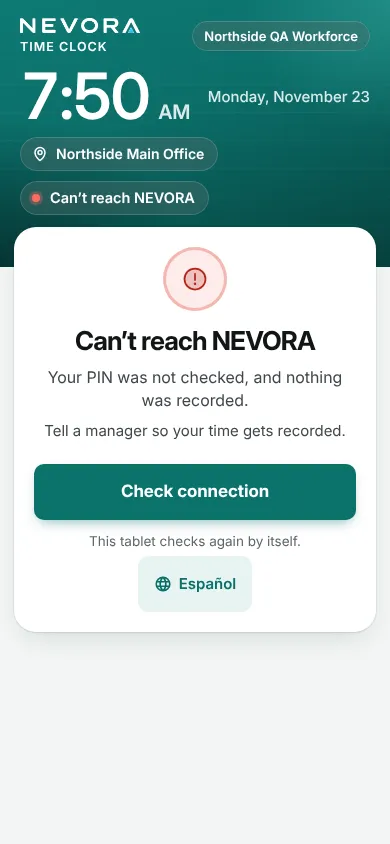 NEVORA
TIME CLOCK
Northside QA Workforce
7:50 AM
Monday, November 23
Northside Main Office
Can’t reach NEVORA
Can’t reach NEVORA
Your PIN was not checked, and nothing
was recorded.
Tell a manager so your time gets recorded.
Check connection
This tablet checks again by itself.
Español